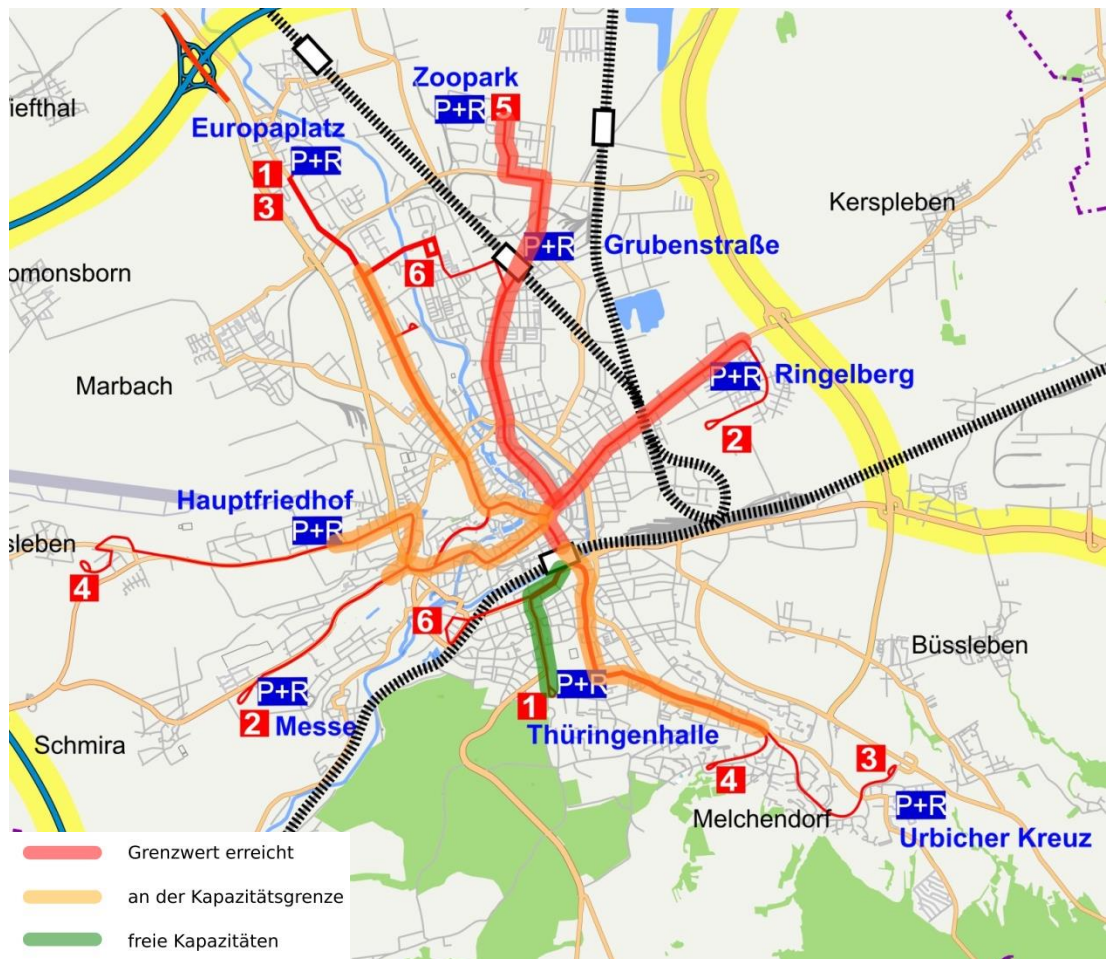 Zoopark
P+R 5
iefthal
Europaplatz
P+R
1
3
Kerspleben
P+R Grubenstraße
6
omonsborn
Marbach
P+R Ringelberg
2
Hauptfriedhof
P+R
sleben
4
6
Büssleben
P+R
2 Messe
P+R
1
Thüringenhalle
Schmira
3
4
Melchendorf
P+R
Urbicher Kreuz
Grenzwert erreicht
an der Kapazitätsgrenze
freie Kapazitäten